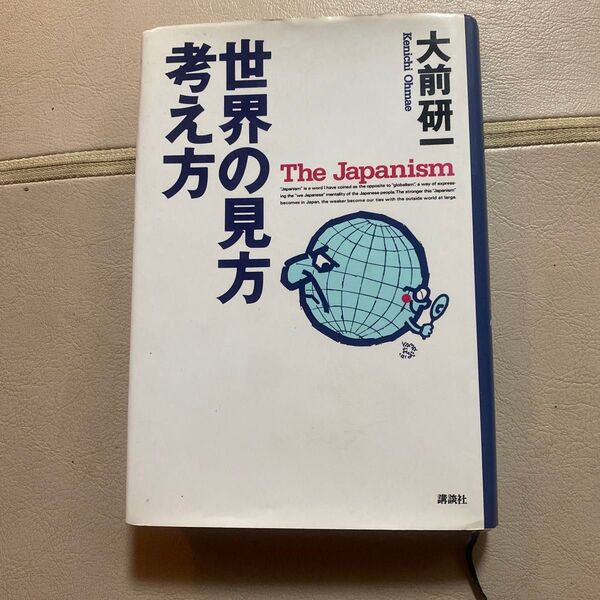 大前研一
Kenichi Ohmae
世界の見方
考え方
The Japanism
"Japanism" is a word I have coined as the opposite to "globalism", a way of express-
ing the "we Japanese" mentality of the Japanese people. The stronger this "Japanism"
becomes in Japan, the weaker become our ties with the outside world at large.
講談社